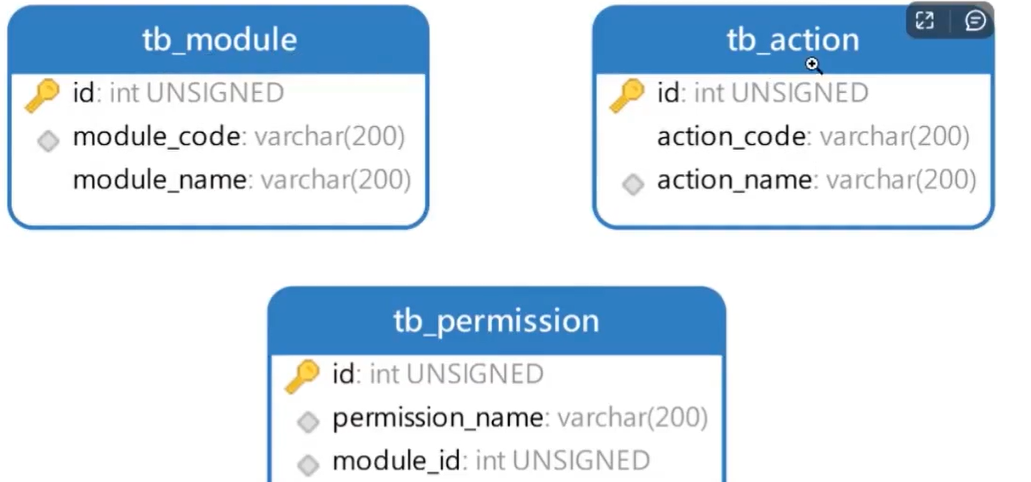 tb_module
id: int UNSIGNED
module_code: varchar(200)
module_name: varchar(200)
tb_action
id: int UNSIGNED
action_code: varchar(200)
action_name: varchar(200)
tb_permission
id: int UNSIGNED
permission_name: varchar(200)
module_id: int UNSIGNED